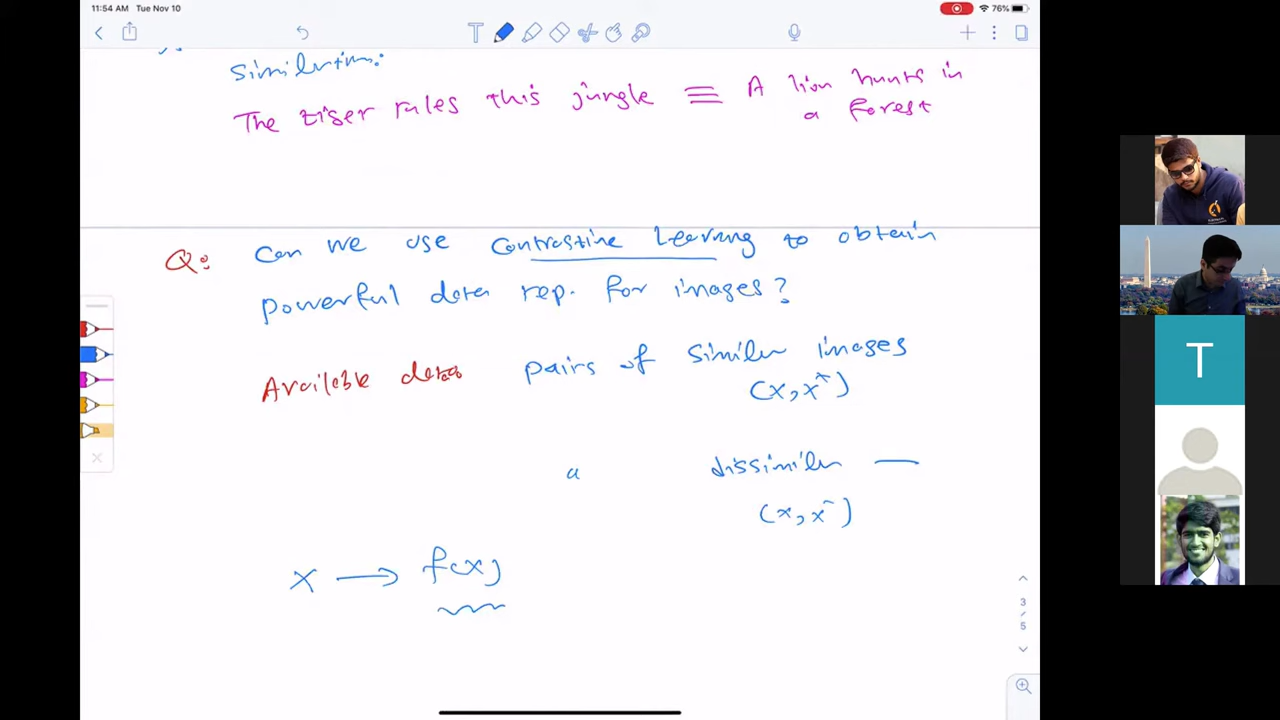 11:54 AM Tue Nov 10
76%
similarity:
The tiger rules this jungle ≡ A lion hunts in
a forest
Q: Can we use Contrastive Learning to obtain
powerful data rep. for images?
Available data pairs of similar images
(x, x⁺)
" dissimilar —
(x, x⁻)
x → f(x)
3
/
5
T